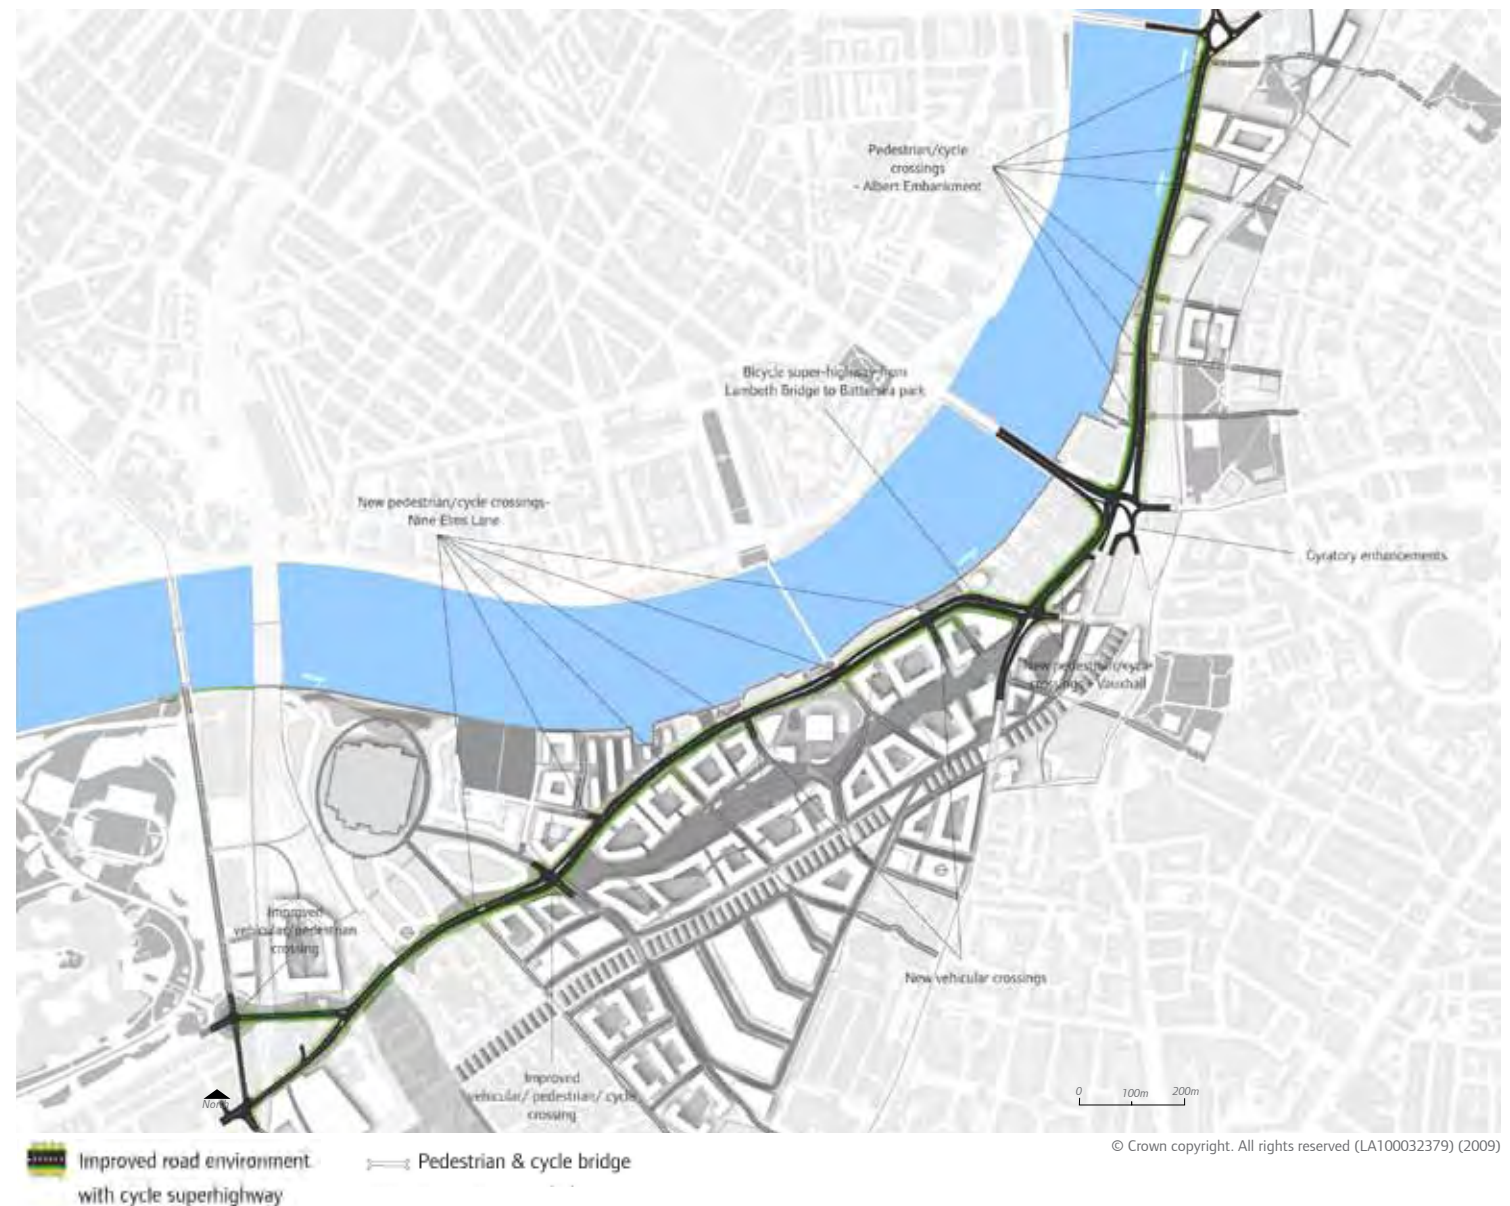 Pedestrian/cycle
crossings
- Albert Embankment
Bicycle super-highway from
Lambeth Bridge to Battersea park
New pedestrian/cycle crossings-
Nine Elms Lane
Gyratory enhancements
New pedestrian/cycle
crossings - Vauxhall
Improved
vehicular/pedestrian
crossing
New vehicular crossings
Improved
vehicular/ pedestrian/ cycle
crossing
North
0 100m 200m
© Crown copyright. All rights reserved (LA100032379) (2009)
Improved road environment
with cycle superhighway
Pedestrian & cycle bridge